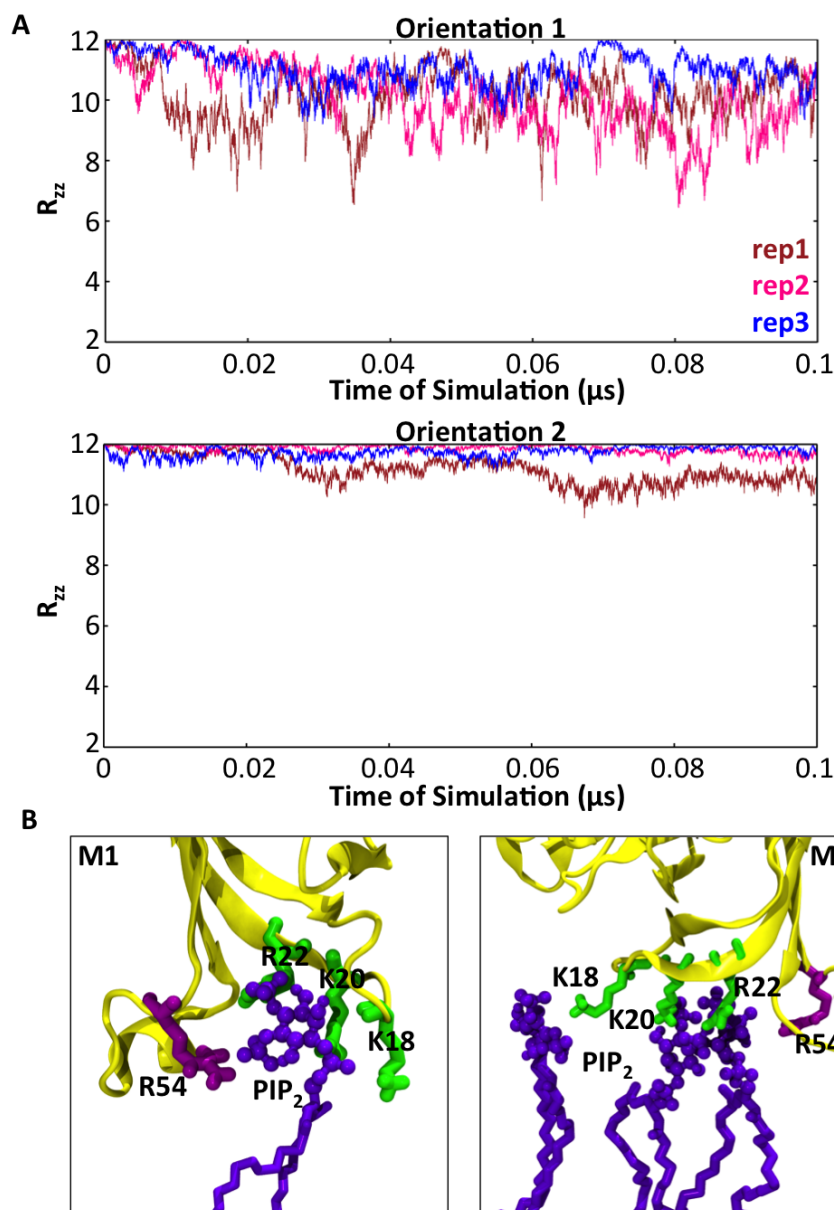 A
Orientation 1
12
10
8
6
4
2
Rzz
rep1
rep2
rep3
0
0.02
0.04
0.06
0.08
0.1
Time of Simulation (μs)
Orientation 2
12
10
8
6
4
2
Rzz
0
0.02
0.04
0.06
0.08
0.1
Time of Simulation (μs)
B
M1
R22
K20
K18
R54
PIP2
M
K18
K20
R22
R54
PIP2